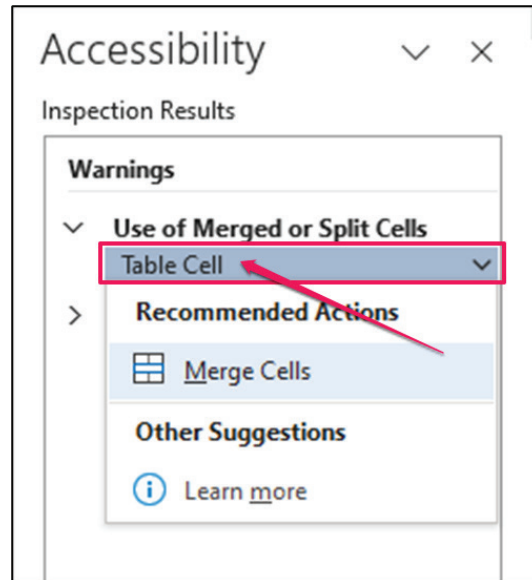 Accessibility
Inspection Results
Warnings
Use of Merged or Split Cells
Table Cell
Recommended Actions
Merge Cells
Other Suggestions
Learn more